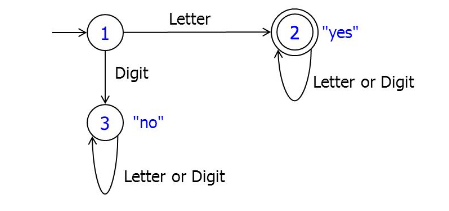 Letter
1
2
"yes"
Digit
Letter or Digit
3
"no"
Letter or Digit